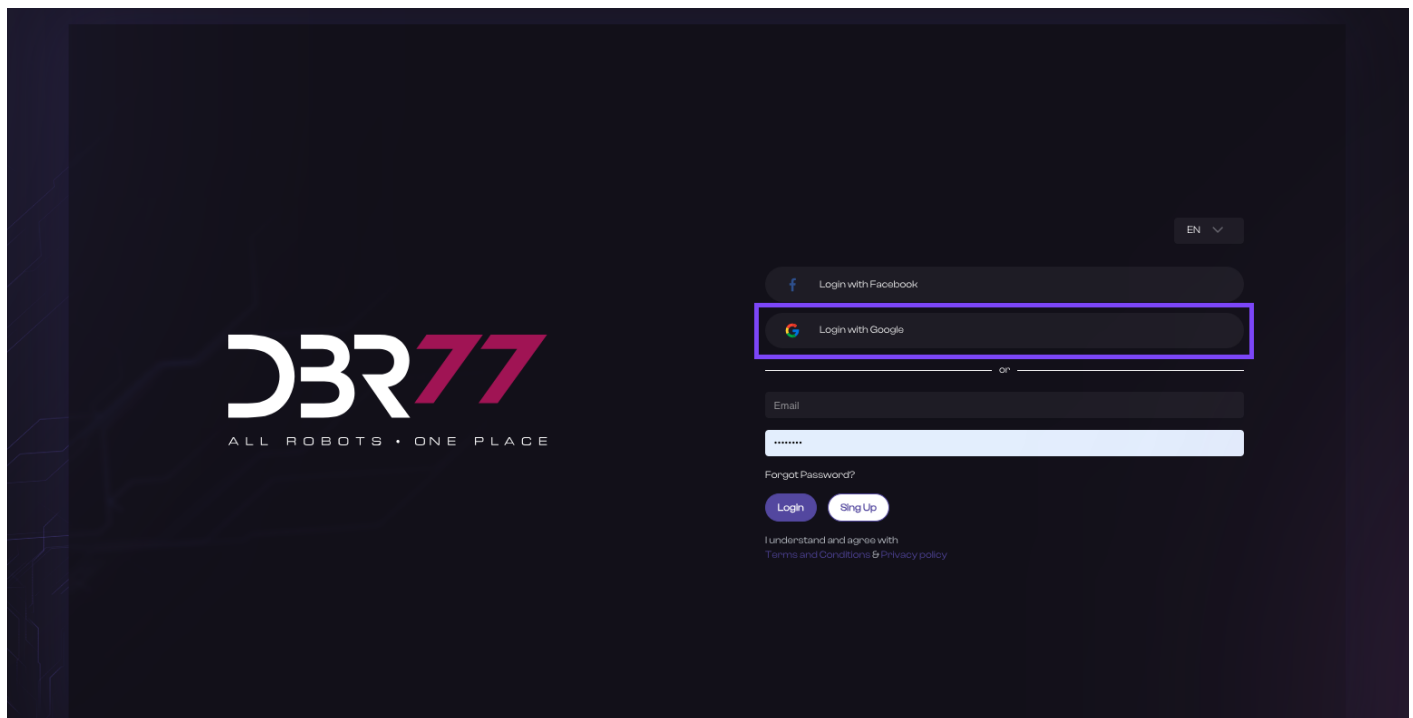 DBR77
ALL ROBOTS • ONE PLACE
EN
Login with Facebook
Login with Google
or
Email
••••••••
Forgot Password?
Login
Sing Up
I understand and agree with
Terms and Conditions & Privacy policy